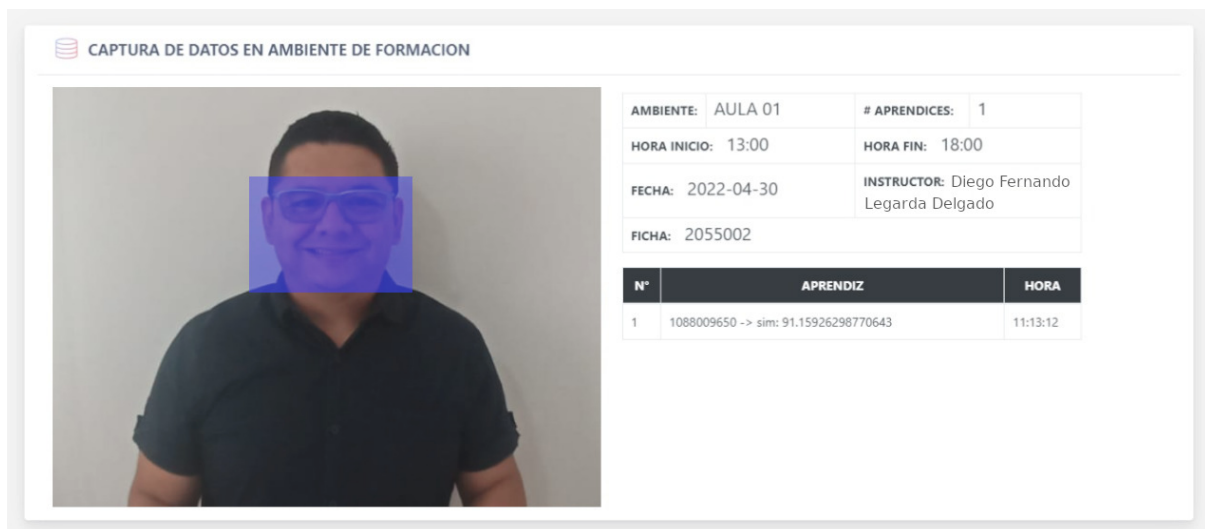 CAPTURA DE DATOS EN AMBIENTE DE FORMACION
AMBIENTE: AULA 01 # APRENDICES: 1
HORA INICIO: 13:00 HORA FIN: 18:00
FECHA: 2022-04-30 INSTRUCTOR: Diego Fernando
Legarda Delgado
FICHA: 2055002
N° APRENDIZ HORA
1 1088009650 -> sim: 91.15926298770643 11:13:12